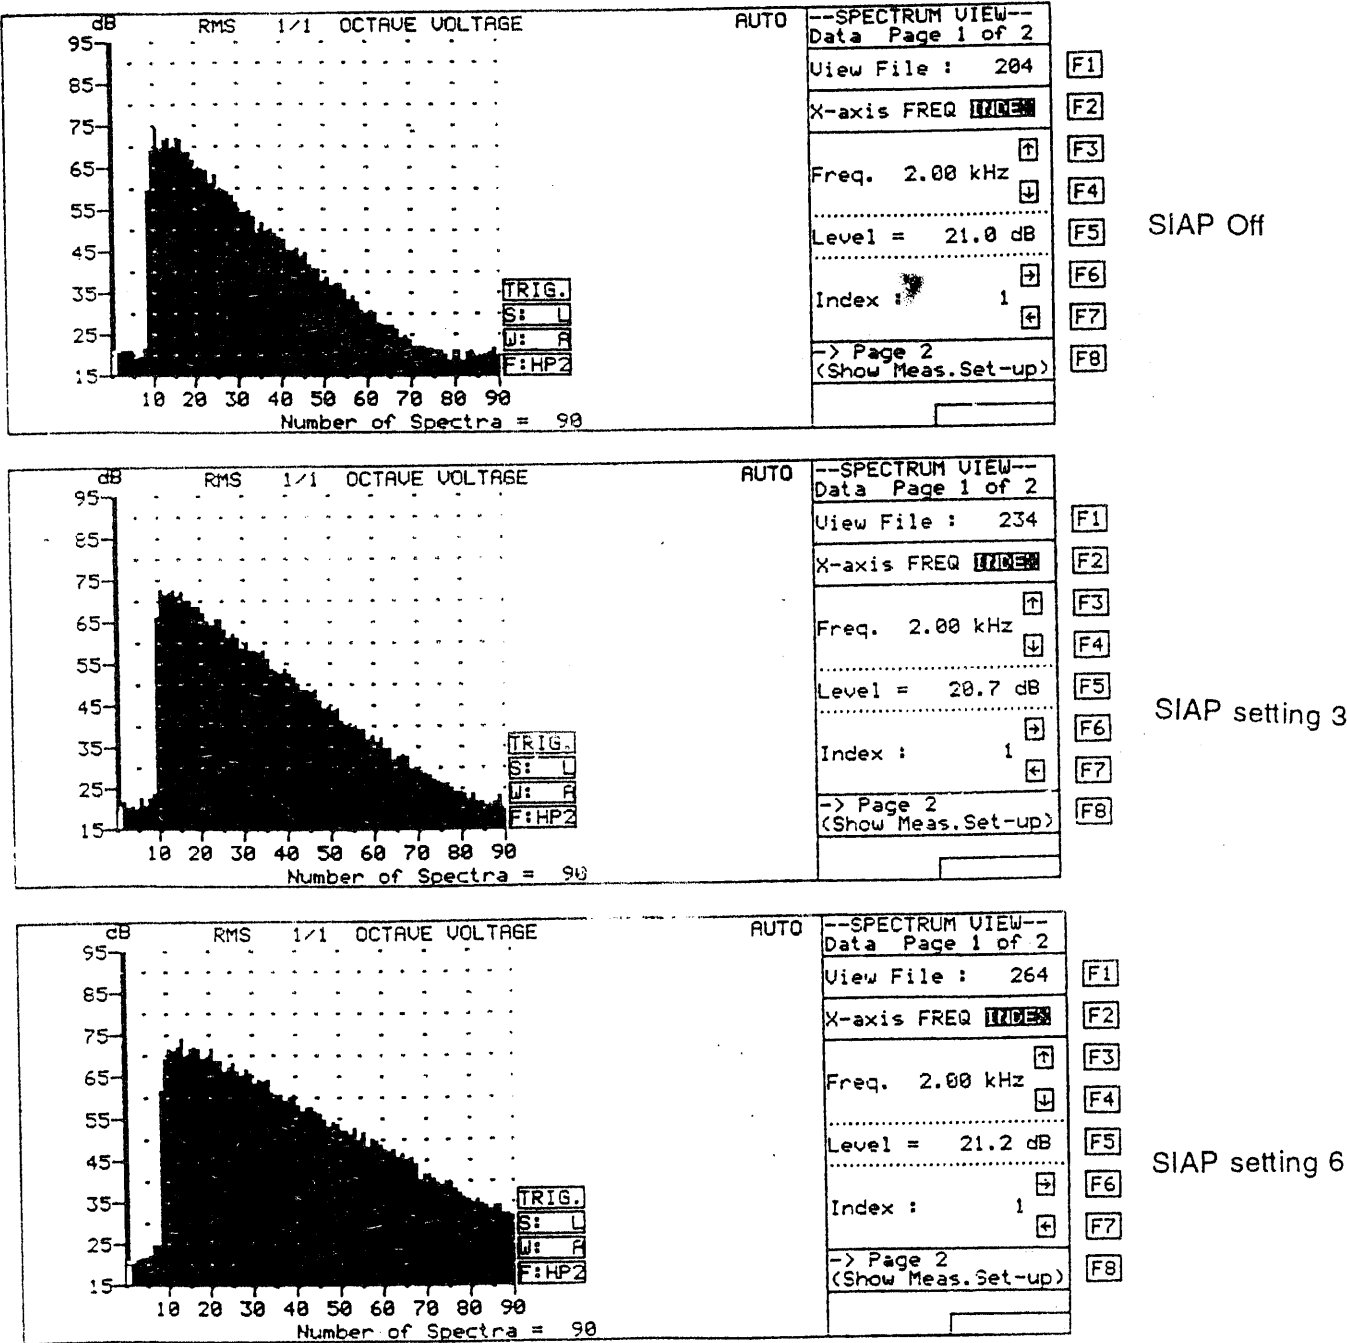 dB RMS 1/1 OCTAVE VOLTAGE AUTO
95
85
75
65
55
45
35
25
15
10 20 30 40 50 60 70 80 90
Number of Spectra = 90
TRIG.
S: L
W: A
F:HP2
--SPECTRUM VIEW--
Data Page 1 of 2
View File : 204
X-axis FREQ INDEX
Freq. 2.00 kHz
Level = 21.0 dB
Index : 1
-> Page 2
(Show Meas.Set-up)
F1
F2
F3
F4
F5
F6
F7
F8
SIAP Off
dB RMS 1/1 OCTAVE VOLTAGE AUTO
95
85
75
65
55
45
35
25
15
10 20 30 40 50 60 70 80 90
Number of Spectra = 90
TRIG.
S: L
W: A
F:HP2
--SPECTRUM VIEW--
Data Page 1 of 2
View File : 234
X-axis FREQ INDEX
Freq. 2.00 kHz
Level = 20.7 dB
Index : 1
-> Page 2
(Show Meas.Set-up)
F1
F2
F3
F4
F5
F6
F7
F8
SIAP setting 3
dB RMS 1/1 OCTAVE VOLTAGE AUTO
95
85
75
65
55
45
35
25
15
10 20 30 40 50 60 70 80 90
Number of Spectra = 90
TRIG.
S: L
W: A
F:HP2
--SPECTRUM VIEW--
Data Page 1 of 2
View File : 264
X-axis FREQ INDEX
Freq. 2.00 kHz
Level = 21.2 dB
Index : 1
-> Page 2
(Show Meas.Set-up)
F1
F2
F3
F4
F5
F6
F7
F8
SIAP setting 6